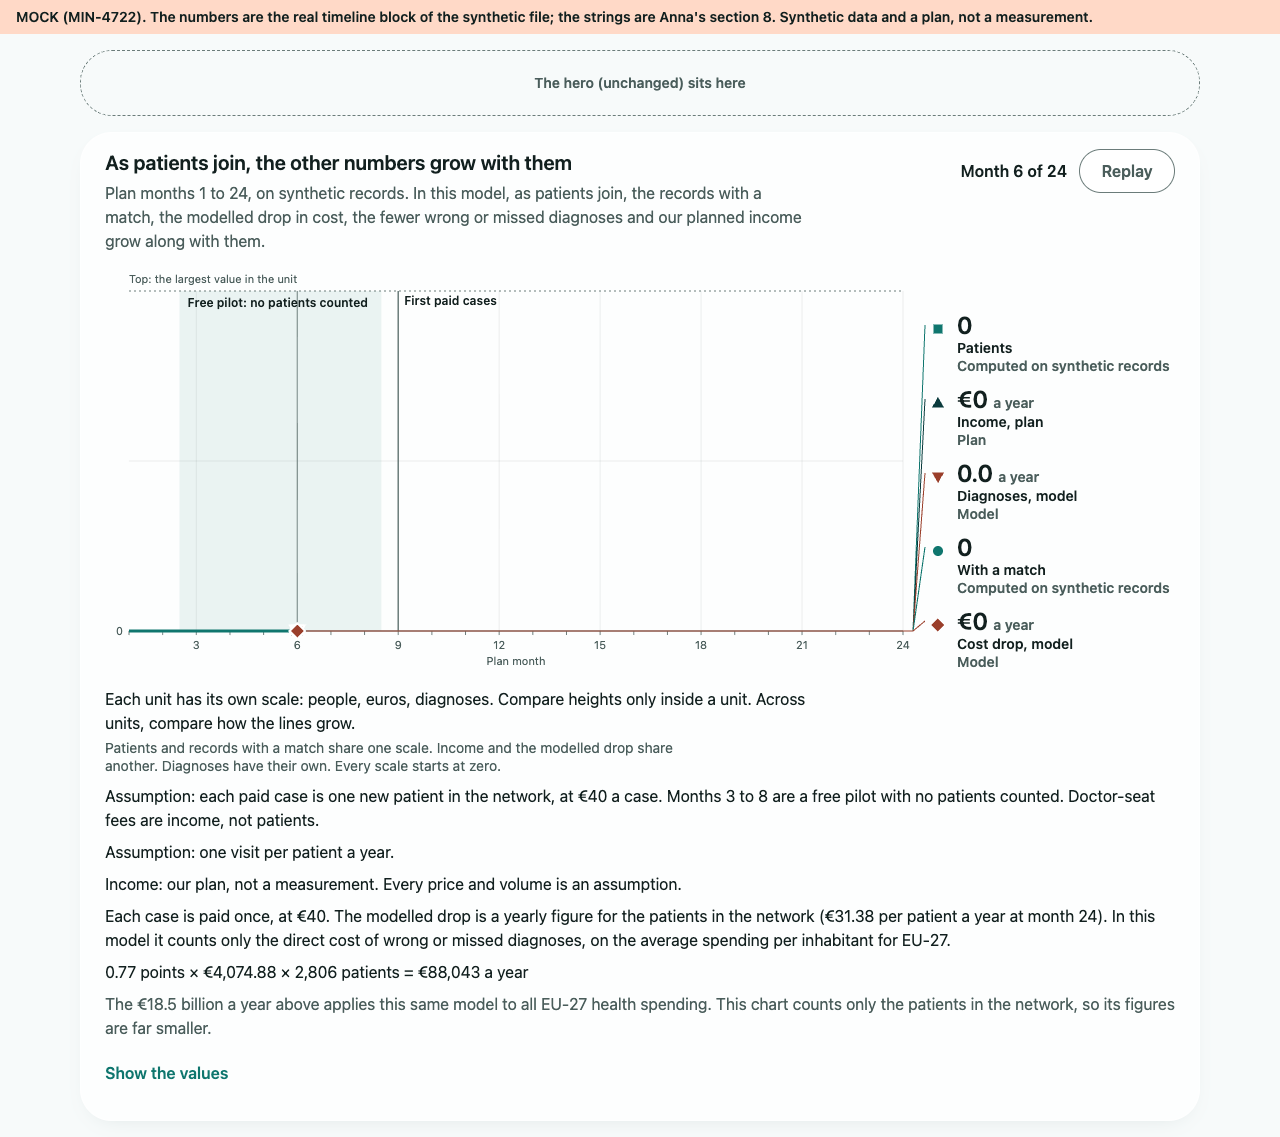 MOCK (MIN-4722). The numbers are the real timeline block of the synthetic file; the strings are Anna's section 8. Synthetic data and a plan, not a measurement.
The hero (unchanged) sits here
As patients join, the other numbers grow with them
Month 6 of 24
Replay
Plan months 1 to 24, on synthetic records. In this model, as patients join, the records with a
match, the modelled drop in cost, the fewer wrong or missed diagnoses and our planned income
grow along with them.
Top: the largest value in the unit
Free pilot: no patients counted
First paid cases
0
Patients
Computed on synthetic records
€0 a year
Income, plan
Plan
0.0 a year
Diagnoses, model
Model
0
With a match
Computed on synthetic records
€0 a year
Cost drop, model
Model
0
3 6 9 12 15 18 21 24
Plan month
Each unit has its own scale: people, euros, diagnoses. Compare heights only inside a unit. Across
units, compare how the lines grow.
Patients and records with a match share one scale. Income and the modelled drop share
another. Diagnoses have their own. Every scale starts at zero.
Assumption: each paid case is one new patient in the network, at €40 a case. Months 3 to 8 are a free pilot with no patients counted. Doctor-seat
fees are income, not patients.
Assumption: one visit per patient a year.
Income: our plan, not a measurement. Every price and volume is an assumption.
Each case is paid once, at €40. The modelled drop is a yearly figure for the patients in the network (€31.38 per patient a year at month 24). In this
model it counts only the direct cost of wrong or missed diagnoses, on the average spending per inhabitant for EU-27.
0.77 points × €4,074.88 × 2,806 patients = €88,043 a year
The €18.5 billion a year above applies this same model to all EU-27 health spending. This chart counts only the patients in the network, so its figures
are far smaller.
Show the values